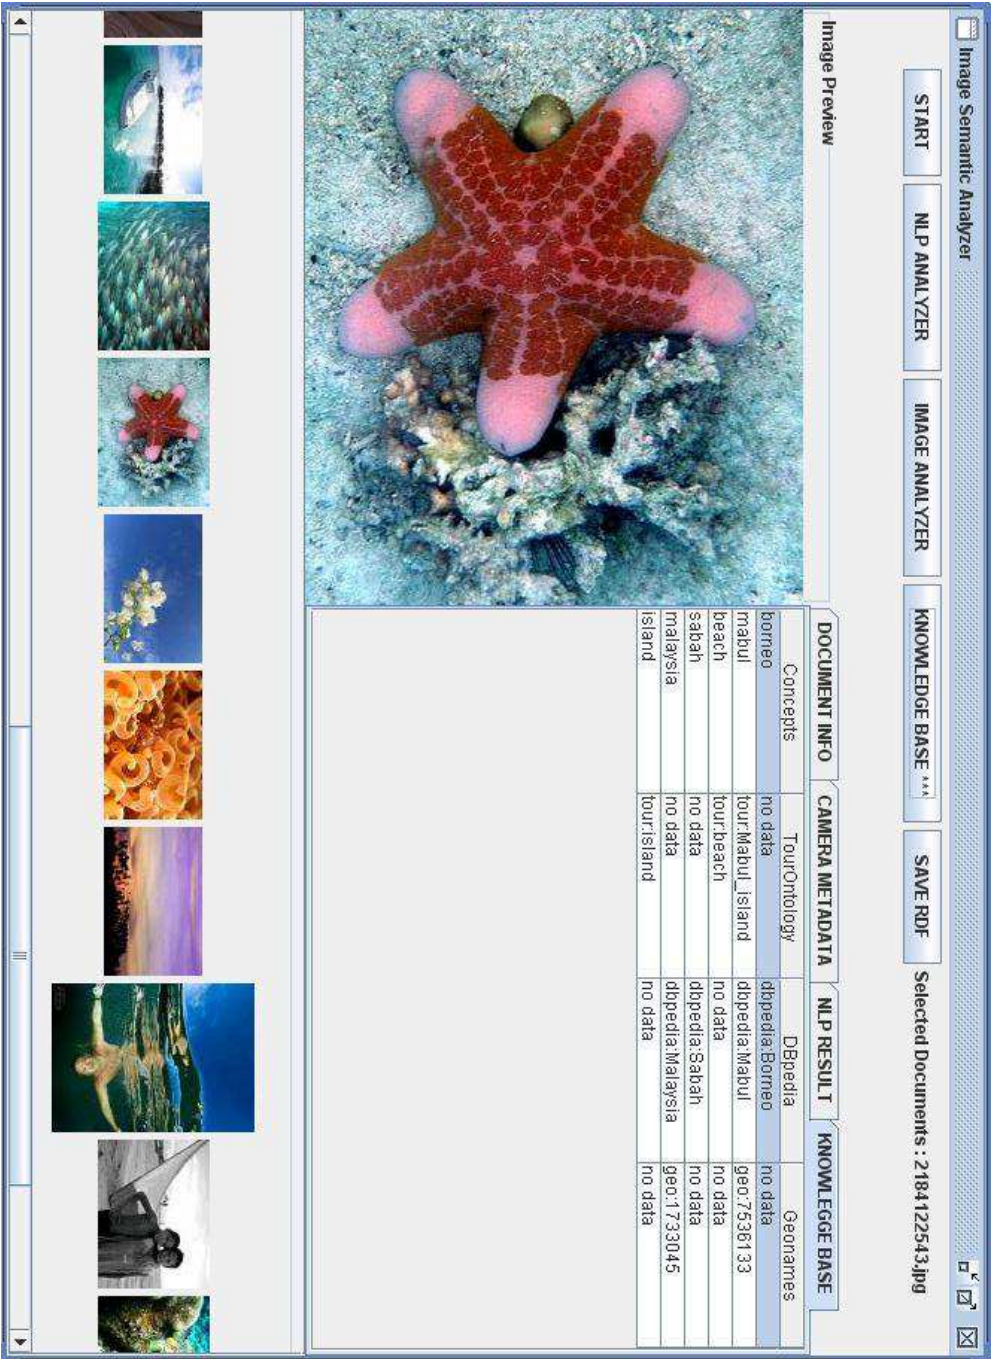 Image Semantic Analyzer
START NLP ANALYZER IMAGE ANALYZER KNOWLEDGE BASE *** SAVE RDF Selected Documents : 2184122543.jpg
Image Preview
DOCUMENT INFO CAMERA METADATA NLP RESULT KNOWLEGGE BASE
Concepts TourOntology DBpedia Geonames
borneo no data dbpedia:Borneo no data
mabul tour:Mabul_island dbpedia:Mabul geo:7536133
beach tour:beach no data no data
sabah no data dbpedia:Sabah no data
malaysia no data dbpedia:Malaysia geo:1733045
island tour:island no data no data